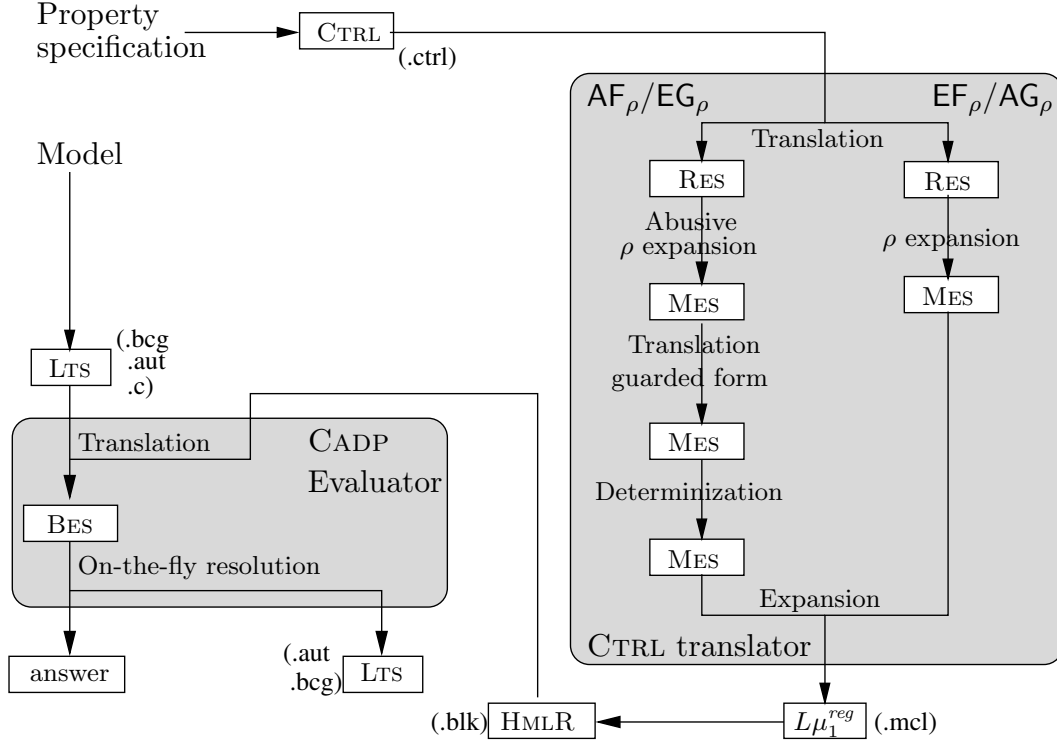 Property
specification
CTRL
(.ctrl)
AFρ/EGρ
EFρ/AGρ
Translation
RES
RES
Abusive
ρ expansion
ρ expansion
MES
MES
Translation
guarded form
MES
Determinization
MES
Expansion
CTRL translator
Model
LTS
(.bcg
.aut
.c)
Translation
CADP
Evaluator
BES
On-the-fly resolution
answer
(.aut
.bcg)
LTS
(.blk)
HMLR
Lμ₁^reg
(.mcl)